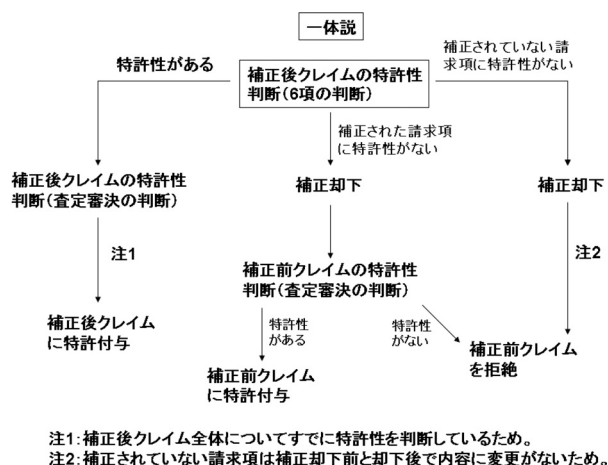 一体説
特許性がある
補正後クレイムの特許性
判断(6項の判断)
補正されていない請
求項に特許性がない
補正された請求項
に特許性がない
補正後クレイムの特許性
判断(査定審決の判断)
補正却下
補正却下
注1
補正前クレイムの特許性
判断(査定審決の判断)
注2
補正後クレイム
に特許付与
特許性
がある
特許性
がない
補正前クレイム
に特許付与
補正前クレイム
を拒絶
注1:補正後クレイム全体についてすでに特許性を判断しているため。
注2:補正されていない請求項は補正却下前と却下後で内容に変更がないため。